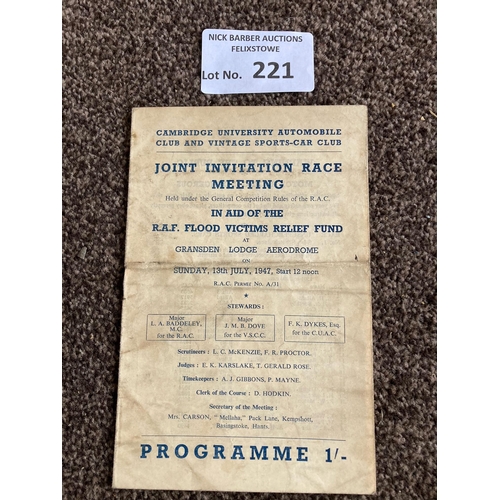 NICK BARBER AUCTIONS
FELIXSTOWE
Lot No. 221
CAMBRIDGE UNIVERSITY AUTOMOBILE
CLUB AND VINTAGE SPORTS-CAR CLUB
JOINT INVITATION RACE
MEETING
Held under the General Competition Rules of the R.A.C.
IN AID OF THE
R.A.F. FLOOD VICTIMS RELIEF FUND
AT
GRANSDEN LODGE AERODROME
ON
SUNDAY, 13th JULY, 1947, Start 12 noon
R.A.C. PERMIT No. A/31
★
STEWARDS :
Major
L. A. BADDELEY,
M.C.
for the R.A.C.
Major
J. M. B. DOVE
for the V.S.C.C.
F. K. DYKES, Esq.
for the C.U.A.C.
Scrutineers : L. C. McKENZIE, F. R. PROCTOR.
Judges : E. K. KARSLAKE, T. GERALD ROSE.
Timekeepers : A. J. GIBBONS, P. MAYNE.
Clerk of the Course : D. HODKIN.
Secretary of the Meeting :
Mrs. CARSON, "Mellaha," Pack Lane, Kempshott,
Basingstoke, Hants.
PROGRAMME 1/-